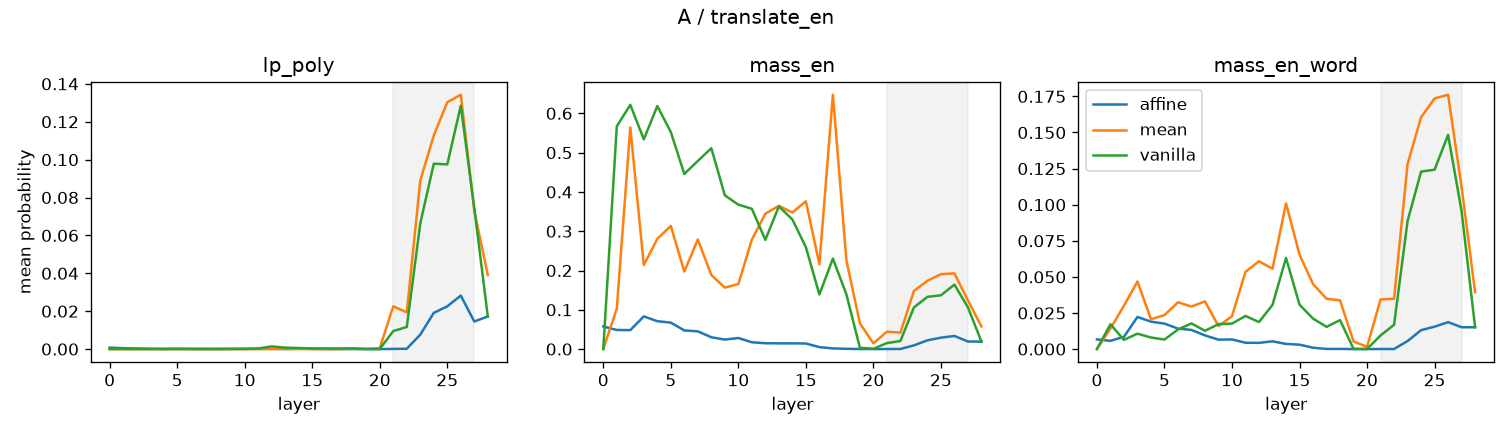 A / translate_en
lp_poly
mass_en
mass_en_word
mean probability
0.14
0.12
0.10
0.08
0.06
0.04
0.02
0.00
0 5 10 15 20 25
layer
0.6
0.5
0.4
0.3
0.2
0.1
0.0
0 5 10 15 20 25
layer
0.175
0.150
0.125
0.100
0.075
0.050
0.025
0.000
affine
mean
vanilla
0 5 10 15 20 25
layer